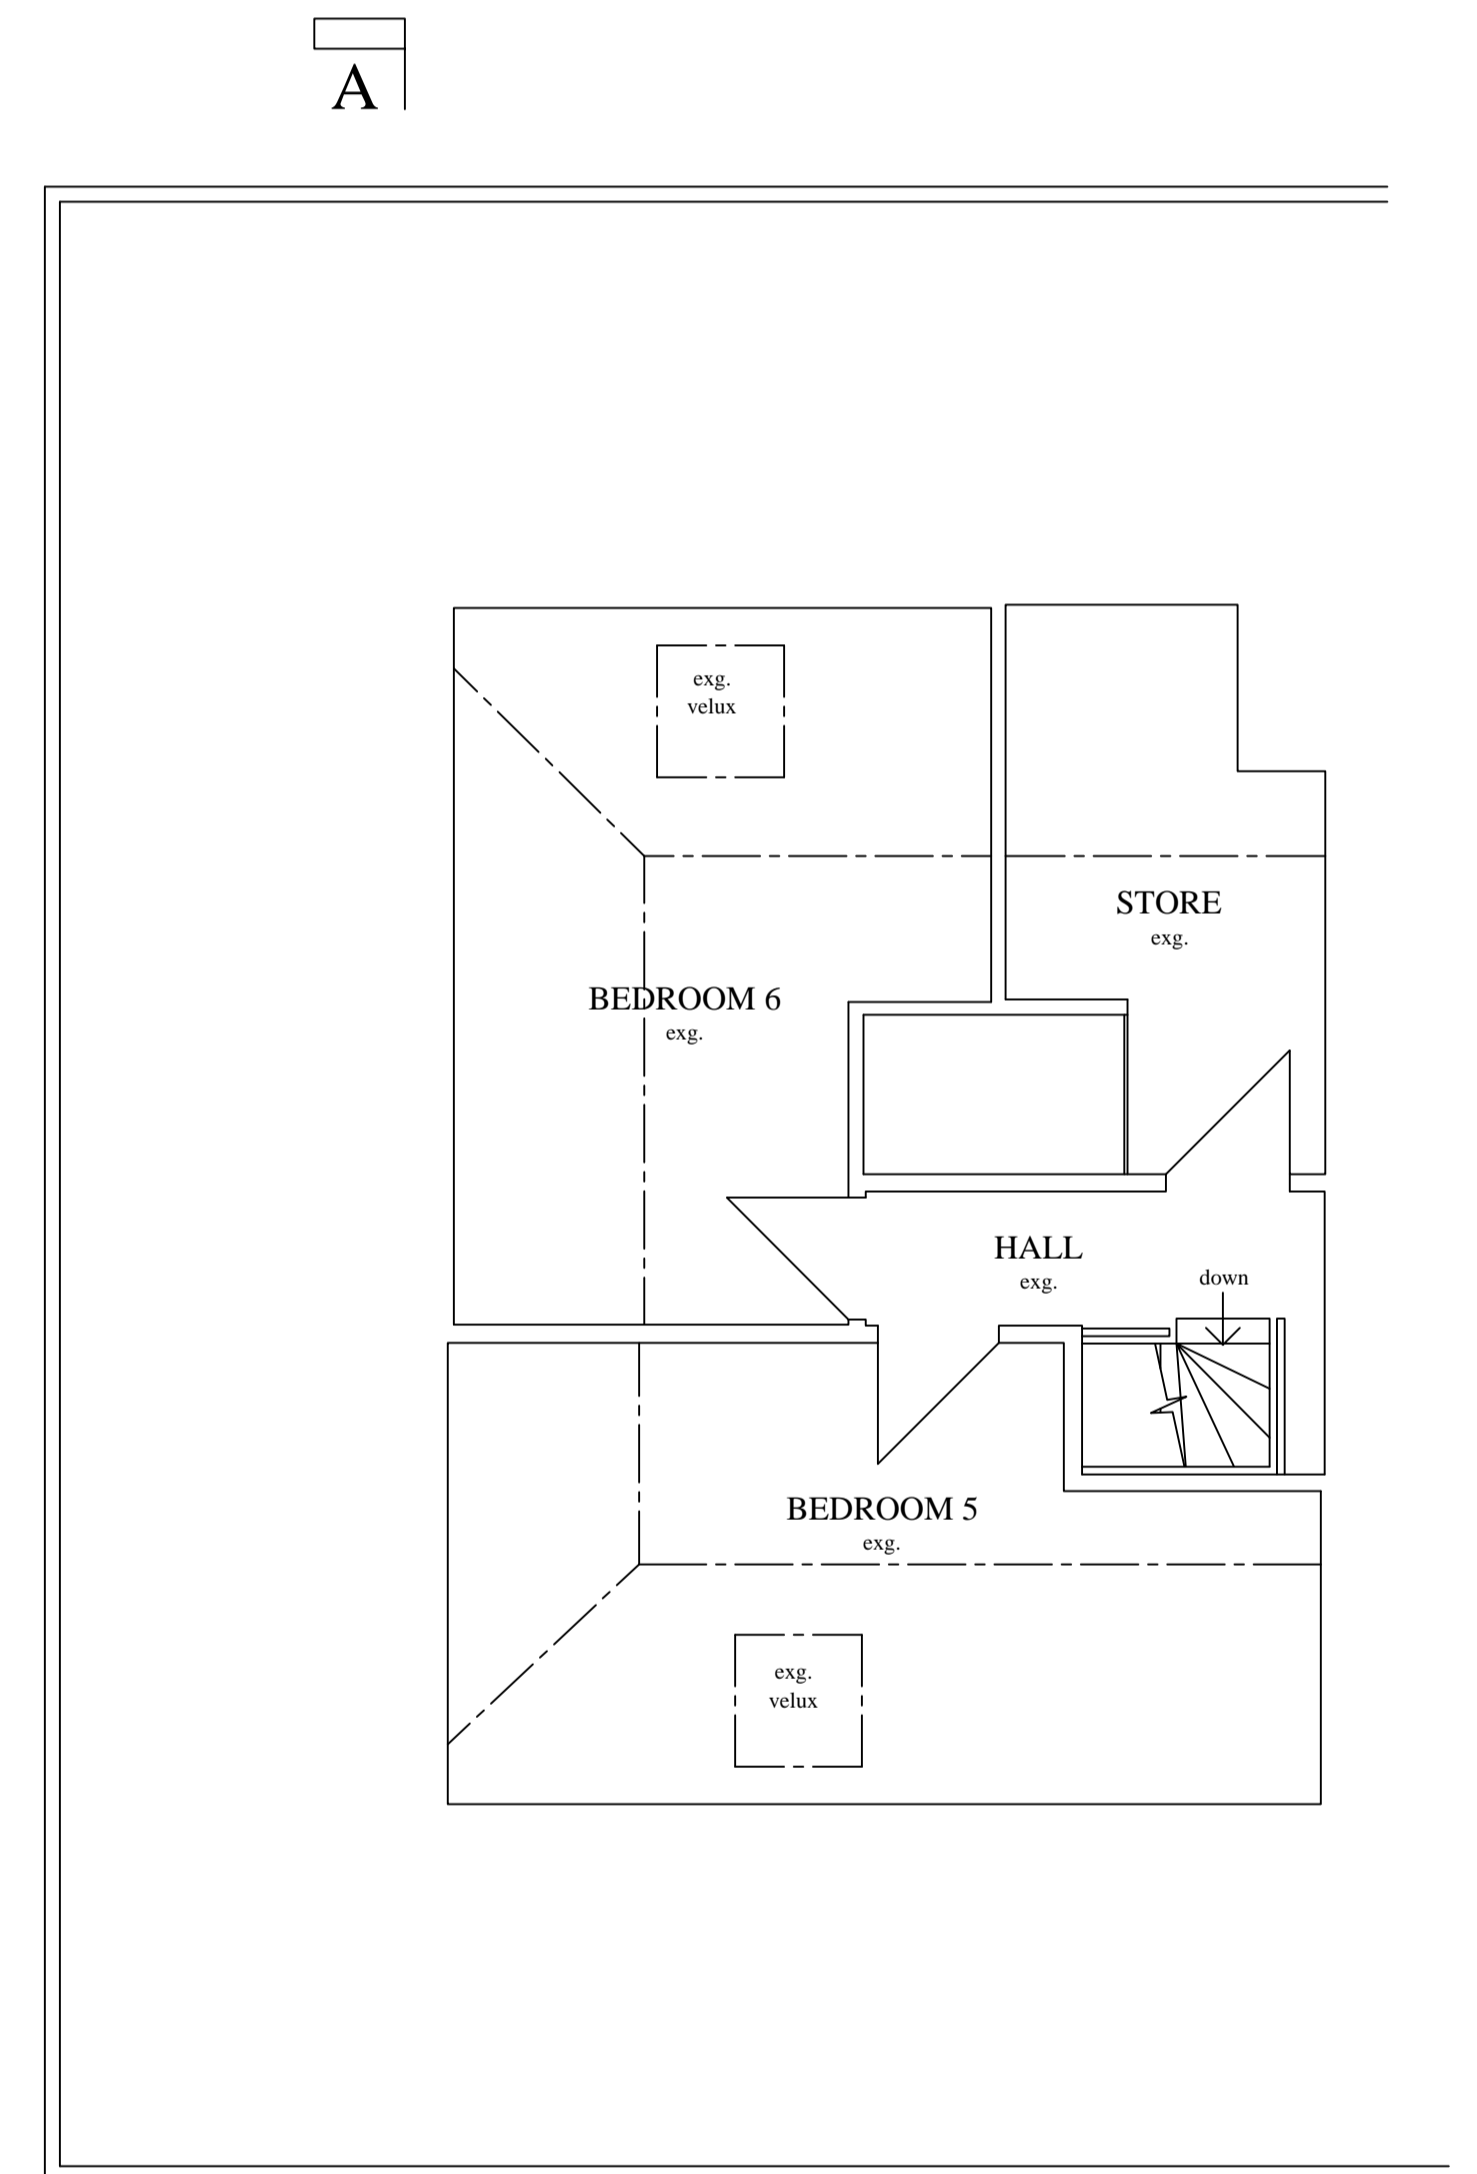 A
exg.
velux
STORE
exg.
BEDROOM 6
exg.
HALL
exg.
down
BEDROOM 5
exg.
exg.
velux